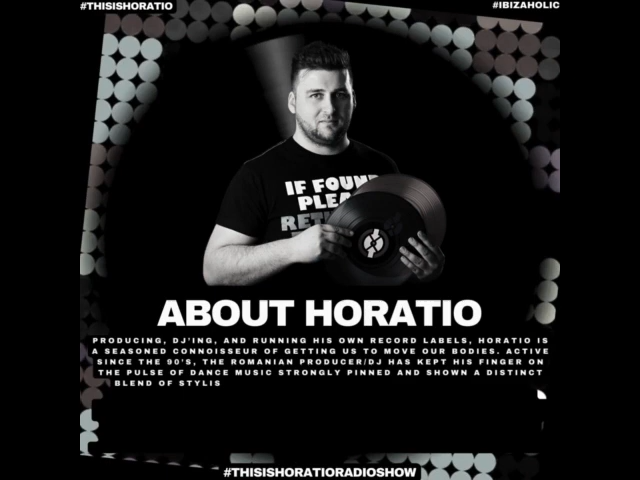 #THISISHORATIO
#IBIZAHOLIC
IF FOUND
PLEA
RET
ABOUT HORATIO
PRODUCING, DJ'ING, AND RUNNING HIS OWN RECORD LABELS, HORATIO IS
A SEASONED CONNOISSEUR OF GETTING US TO MOVE OUR BODIES. ACTIVE
SINCE THE 90'S, THE ROMANIAN PRODUCER/DJ HAS KEPT HIS FINGER ON
THE PULSE OF DANCE MUSIC STRONGLY PINNED AND SHOWN A DISTINCT
BLEND OF STYLIS
#THISISHORATIORADIOSHOW